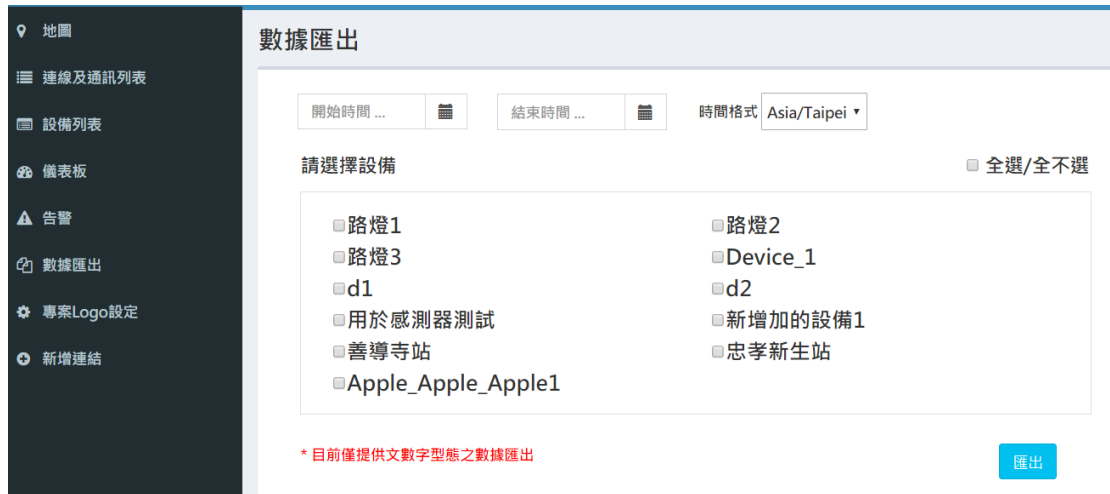 地圖
連線及通訊列表
設備列表
儀表板
告警
數據匯出
專案Logo設定
新增連結
數據匯出
開始時間 ... 結束時間 ... 時間格式 Asia/Taipei
請選擇設備 全選/全不選
路燈1 路燈2
路燈3 Device_1
d1 d2
用於感測器測試 新增加的設備1
善導寺站 忠孝新生站
Apple_Apple_Apple1
* 目前僅提供文數字型態之數據匯出
匯出